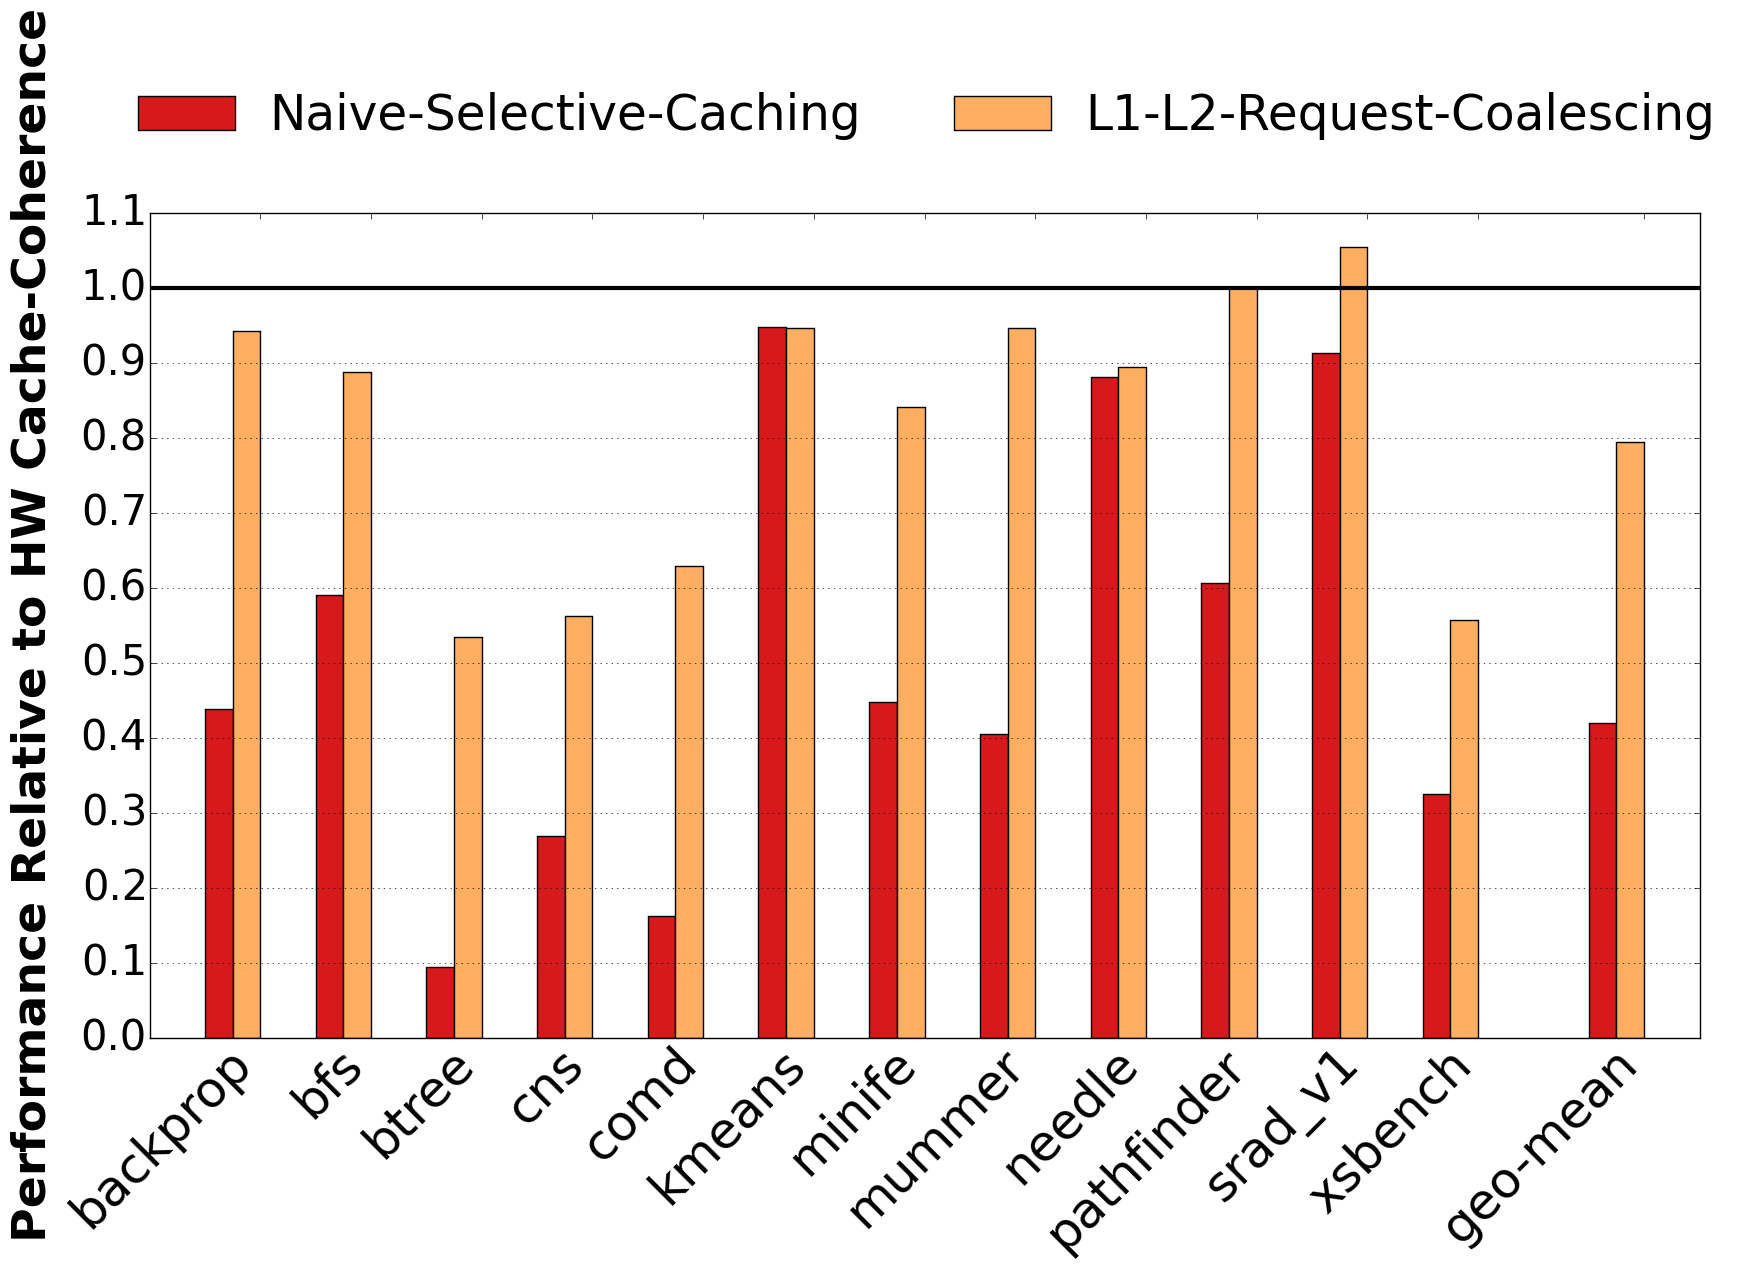 Performance Relative to HW Cache-Coherence
Naive-Selective-Caching
L1-L2-Request-Coalescing
1.1
1.0
0.9
0.8
0.7
0.6
0.5
0.4
0.3
0.2
0.1
0.0
backprop
bfs
btree
cns
comd
kmeans
minife
mummer
needle
pathfinder
srad_v1
xsbench
geo-mean